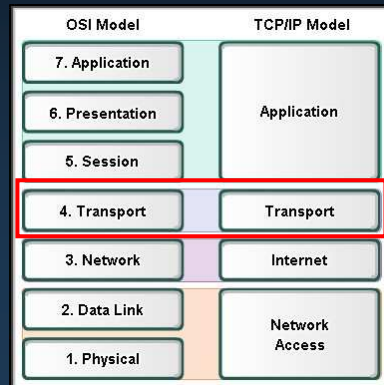 OSI Model TCP/IP Model
7. Application
6. Presentation
Application
5. Session
4. Transport Transport
3. Network Internet
2. Data Link
Network
Access
1. Physical